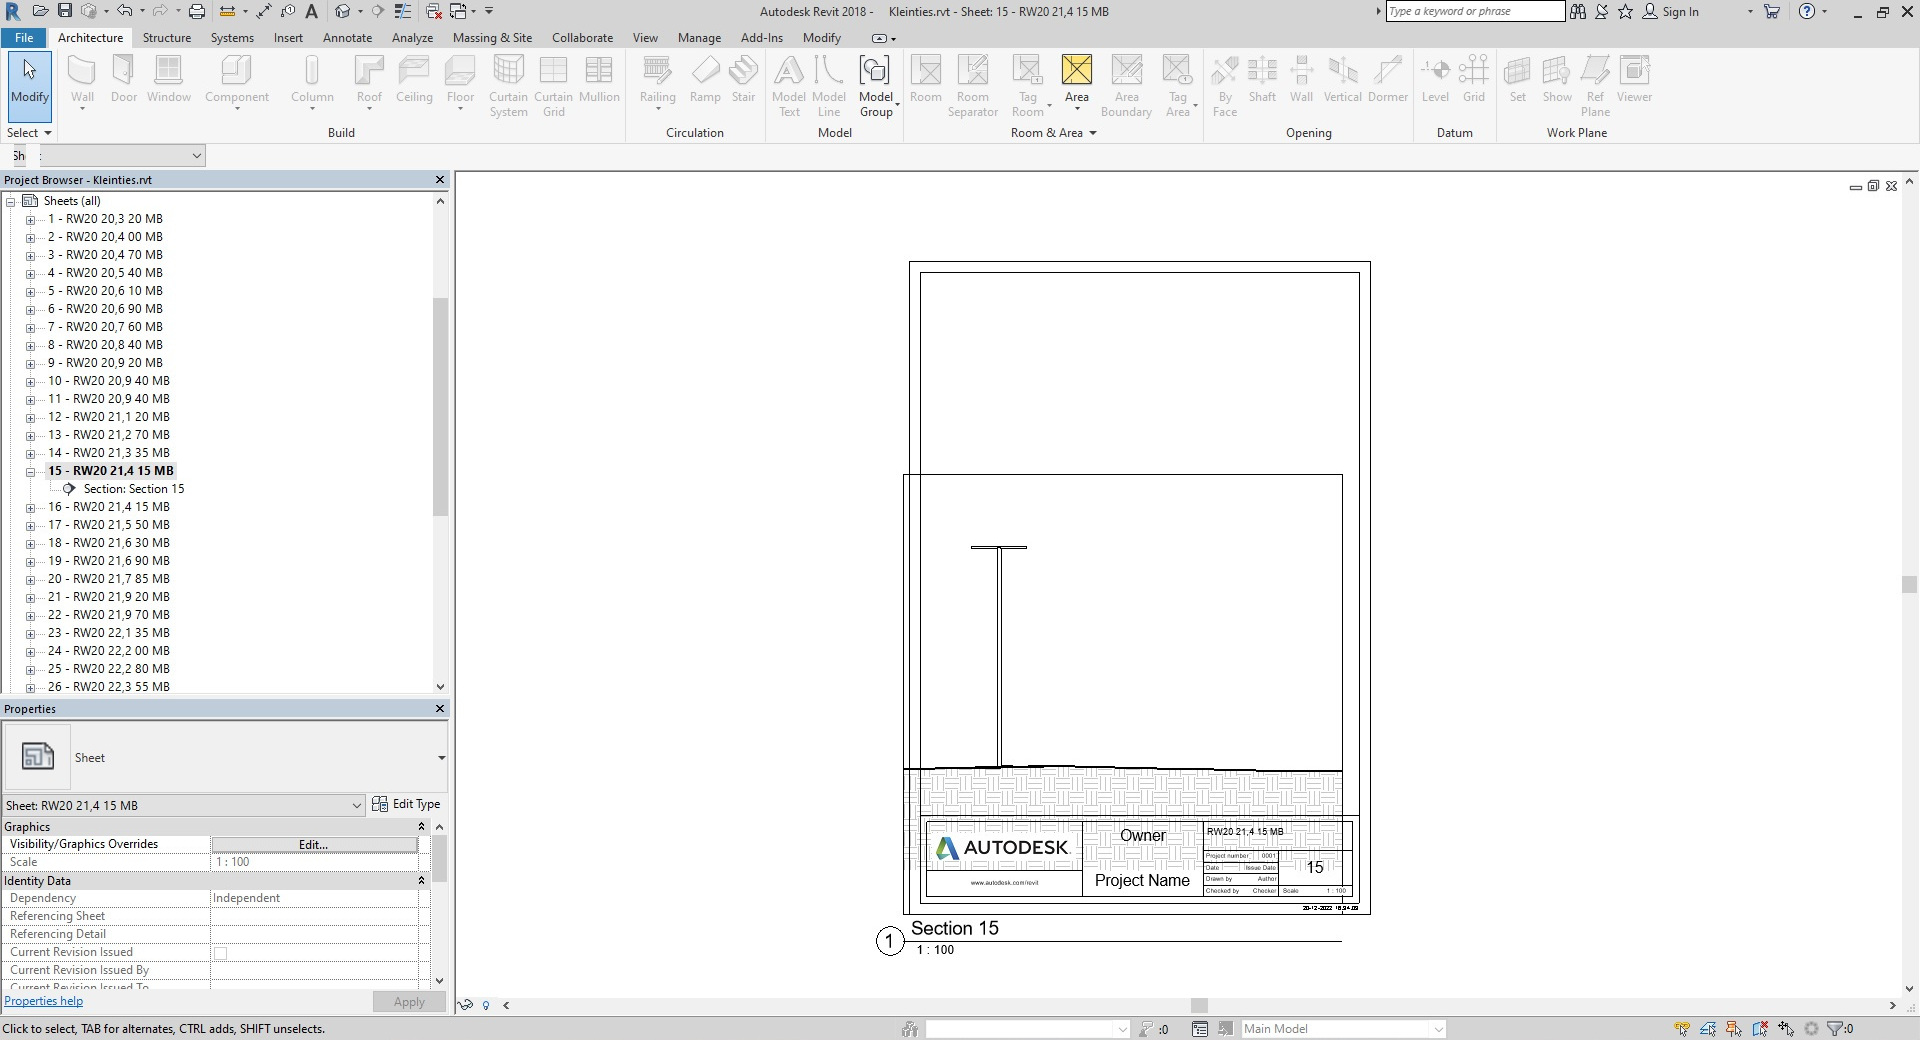 Autodesk Revit 2018 - Kleinties.rvt - Sheet: 15 - RW20 21,4 15 MB
Type a keyword or phrase
Sign In
File Architecture Structure Systems Insert Annotate Analyze Massing & Site Collaborate View Manage Add-Ins Modify
Modify
Wall
Door
Window
Component
Column
Roof
Ceiling
Floor
Curtain System
Curtain Grid
Mullion
Railing
Ramp
Stair
Model Text
Model Line
Model Group
Room
Room Separator
Tag Room
Area
Area Boundary
Tag Area
By Face
Shaft
Wall
Vertical
Dormer
Level
Grid
Set
Show
Ref Plane
Viewer
Select
Build
Circulation
Model
Room & Area
Opening
Datum
Work Plane
Project Browser - Kleinties.rvt
Sheets (all)
1 - RW20 20,3 20 MB
2 - RW20 20,4 00 MB
3 - RW20 20,4 70 MB
4 - RW20 20,5 40 MB
5 - RW20 20,6 10 MB
6 - RW20 20,6 90 MB
7 - RW20 20,7 60 MB
8 - RW20 20,8 40 MB
9 - RW20 20,9 20 MB
10 - RW20 20,9 40 MB
11 - RW20 20,9 40 MB
12 - RW20 21,1 20 MB
13 - RW20 21,2 70 MB
14 - RW20 21,3 35 MB
15 - RW20 21,4 15 MB
Section: Section 15
16 - RW20 21,4 15 MB
17 - RW20 21,5 50 MB
18 - RW20 21,6 30 MB
19 - RW20 21,6 90 MB
20 - RW20 21,7 85 MB
21 - RW20 21,9 20 MB
22 - RW20 21,9 70 MB
23 - RW20 22,1 35 MB
24 - RW20 22,2 00 MB
25 - RW20 22,2 80 MB
26 - RW20 22,3 55 MB
Properties
Sheet
Sheet: RW20 21,4 15 MB
Edit Type
Graphics
Visibility/Graphics Overrides Edit...
Scale 1 : 100
Identity Data
Dependency Independent
Referencing Sheet
Referencing Detail
Current Revision Issued
Current Revision Issued By
Current Revision Issued To
Properties help
Apply
AUTODESK.
www.autodesk.com/revit
Owner
Project Name
RW20 21,4 15 MB
Project number 0001
Date Issue Date
Drawn by Author
Checked by Checker
15
Scale 1 : 100
1
Section 15
1 : 100
Click to select, TAB for alternates, CTRL adds, SHIFT unselects.
:0
Main Model
:0